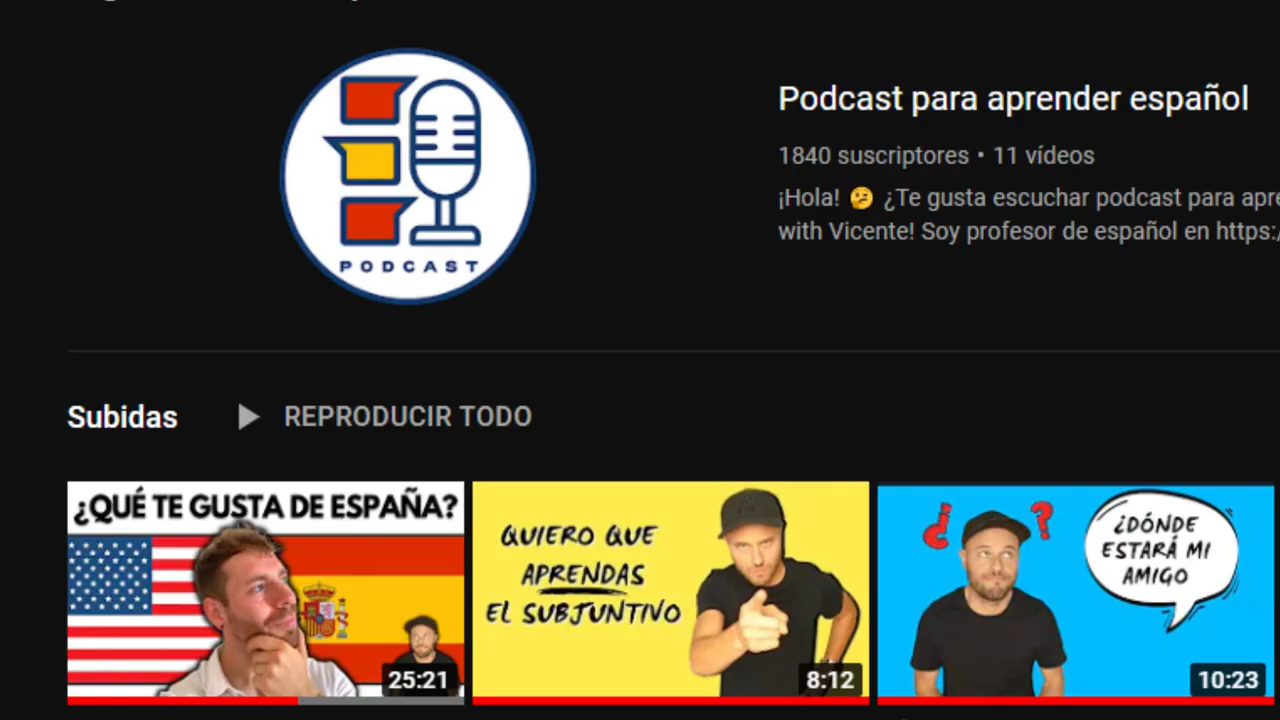 PODCAST
Podcast para aprender español
1840 suscriptores • 11 vídeos
¡Hola! 🤔 ¿Te gusta escuchar podcast para
with Vicente! Soy profesor de español en https:/
Subidas
REPRODUCIR TODO
¿QUÉ TE GUSTA DE ESPAÑA?
25:21
QUIERO QUE
APRENDAS
EL SUBJUNTIVO
8:12
¿ ?
¿DÓNDE
ESTARÁ MI
AMIGO
10:23